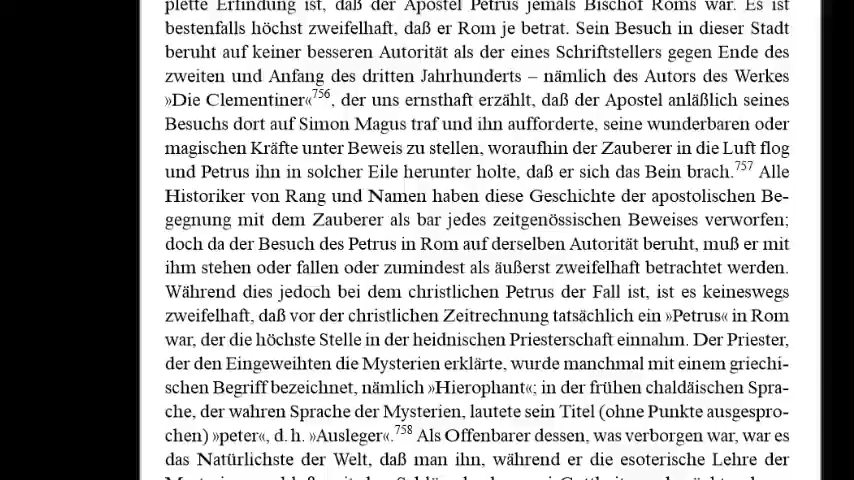 plette Erfindung ist, daß der Apostel Petrus jemals Bischof Roms war. Es ist
bestenfalls höchst zweifelhaft, daß er Rom je betrat. Sein Besuch in dieser Stadt
beruht auf keiner besseren Autorität als der eines Schriftstellers gegen Ende des
zweiten und Anfang des dritten Jahrhunderts – nämlich des Autors des Werkes
»Die Clementiner«756, der uns ernsthaft erzählt, daß der Apostel anläßlich seines
Besuchs dort auf Simon Magus traf und ihn aufforderte, seine wunderbaren oder
magischen Kräfte unter Beweis zu stellen, woraufhin der Zauberer in die Luft flog
und Petrus ihn in solcher Eile herunter holte, daß er sich das Bein brach.757 Alle
Historiker von Rang und Namen haben diese Geschichte der apostolischen Be-
gegnung mit dem Zauberer als bar jedes zeitgenössischen Beweises verworfen;
doch da der Besuch des Petrus in Rom auf derselben Autorität beruht, muß er mit
ihm stehen oder fallen oder zumindest als äußerst zweifelhaft betrachtet werden.
Während dies jedoch bei dem christlichen Petrus der Fall ist, ist es keineswegs
zweifelhaft, daß vor der christlichen Zeitrechnung tatsächlich ein »Petrus« in Rom
war, der die höchste Stelle in der heidnischen Priesterschaft einnahm. Der Priester,
der den Eingeweihten die Mysterien erklärte, wurde manchmal mit einem griechi-
schen Begriff bezeichnet, nämlich »Hierophant«; in der frühen chaldäischen Spra-
che, der wahren Sprache der Mysterien, lautete sein Titel (ohne Punkte ausgespro-
chen) »peter«, d. h. »Ausleger«.758 Als Offenbarer dessen, was verborgen war, war es
das Natürlichste der Welt, daß man ihn, während er die esoterische Lehre der